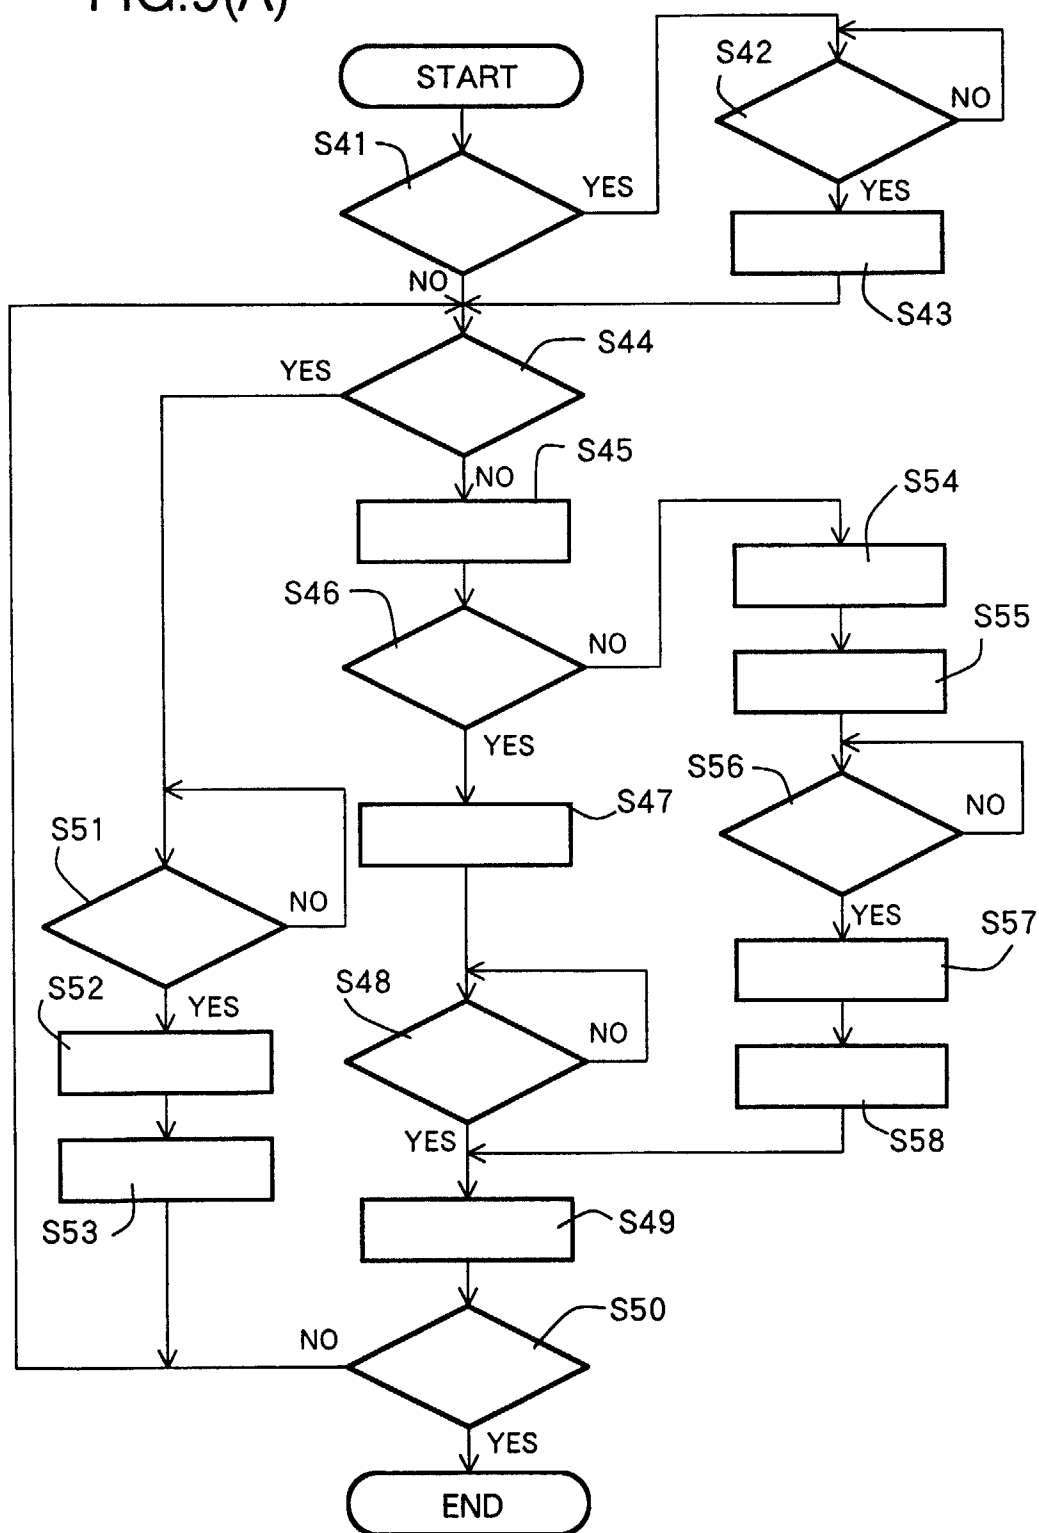 START
S42
NO
S41
YES
YES
NO
S43
S44
YES
S45
NO
S54
S46
NO
S55
YES
S56
S47
NO
S51
NO
YES
S57
S52
YES
S48
NO
YES
S58
S53
S49
S50
NO
YES
END